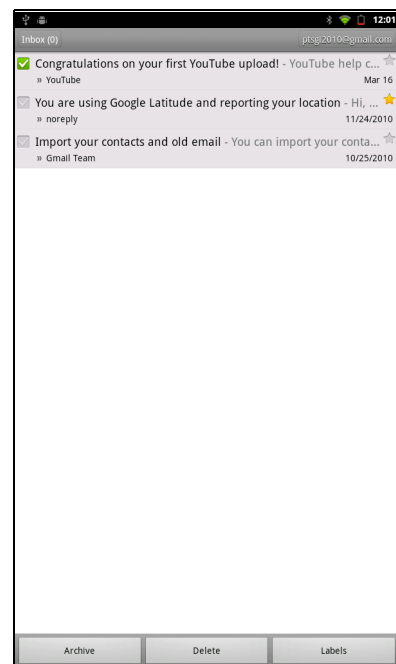 12:01
Inbox (0) ptsgi2010@gmail.com
Congratulations on your first YouTube upload! - YouTube help c...
» YouTube Mar 16
You are using Google Latitude and reporting your location - Hi, ...
» noreply 11/24/2010
Import your contacts and old email - You can import your conta...
» Gmail Team 10/25/2010
Archive Delete Labels